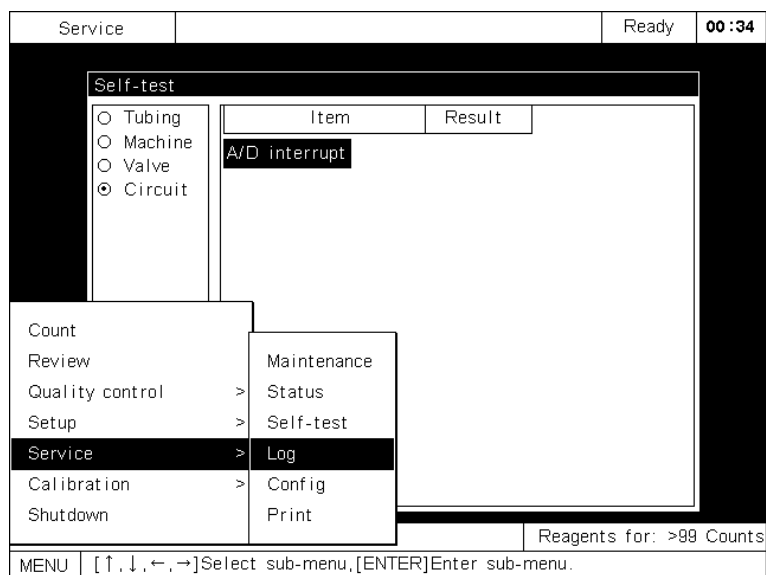 Service Ready 00:34
Self-test
○ Tubing
○ Machine
○ Valve
⦿ Circuit
Item Result
A/D interrupt
Count
Review
Quality control >
Setup >
Service >
Calibration >
Shutdown
Maintenance
Status
Self-test
Log
Config
Print
Reagents for: >99 Counts
MENU [↑,↓,←,→]Select sub-menu,[ENTER]Enter sub-menu.